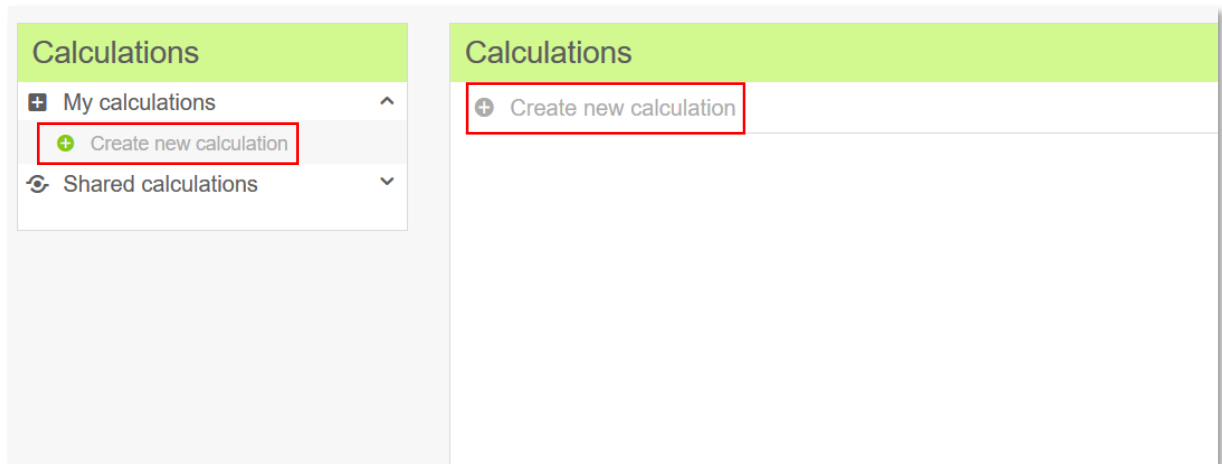 Calculations
My calculations
Create new calculation
Shared calculations
Calculations
Create new calculation